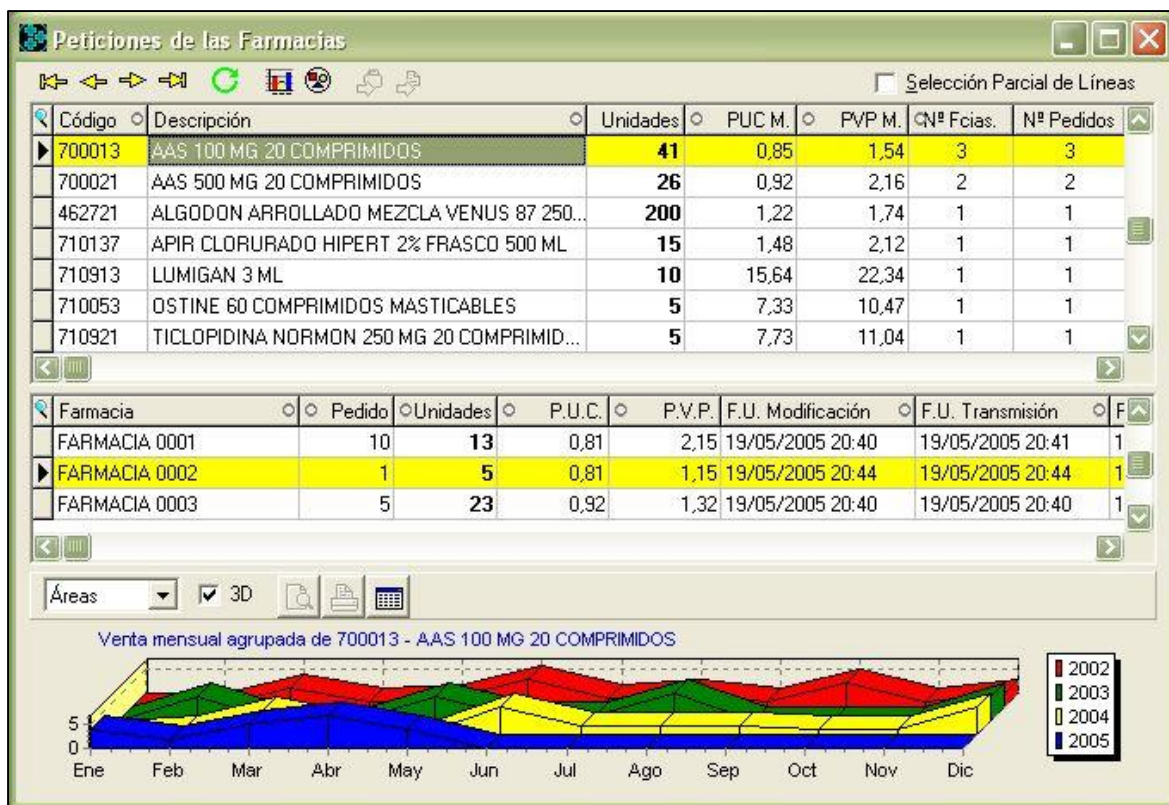 Peticiones de las Farmacias
Selección Parcial de Líneas
Código Descripción Unidades PUC M. PVP M. Nº Fcias. Nº Pedidos
700013 AAS 100 MG 20 COMPRIMIDOS 41 0,85 1,54 3 3
700021 AAS 500 MG 20 COMPRIMIDOS 26 0,92 2,16 2 2
462721 ALGODON ARROLLADO MEZCLA VENUS 87 250... 200 1,22 1,74 1 1
710137 APIR CLORURADO HIPERT 2% FRASCO 500 ML 15 1,48 2,12 1 1
710913 LUMIGAN 3 ML 10 15,64 22,34 1 1
710053 OSTINE 60 COMPRIMIDOS MASTICABLES 5 7,33 10,47 1 1
710921 TICLOPIDINA NORMON 250 MG 20 COMPRIMID... 5 7,73 11,04 1 1
Farmacia Pedido Unidades P.U.C. P.V.P. F.U. Modificación F.U. Transmisión F
FARMACIA 0001 10 13 0,81 2,15 19/05/2005 20:40 19/05/2005 20:41 1
FARMACIA 0002 1 5 0,81 1,15 19/05/2005 20:44 19/05/2005 20:44 1
FARMACIA 0003 5 23 0,92 1,32 19/05/2005 20:40 19/05/2005 20:40 1
Áreas 3D
Venta mensual agrupada de 700013 - AAS 100 MG 20 COMPRIMIDOS
2002
2003
2004
2005
5
0
Ene Feb Mar Abr May Jun Jul Ago Sep Oct Nov Dic